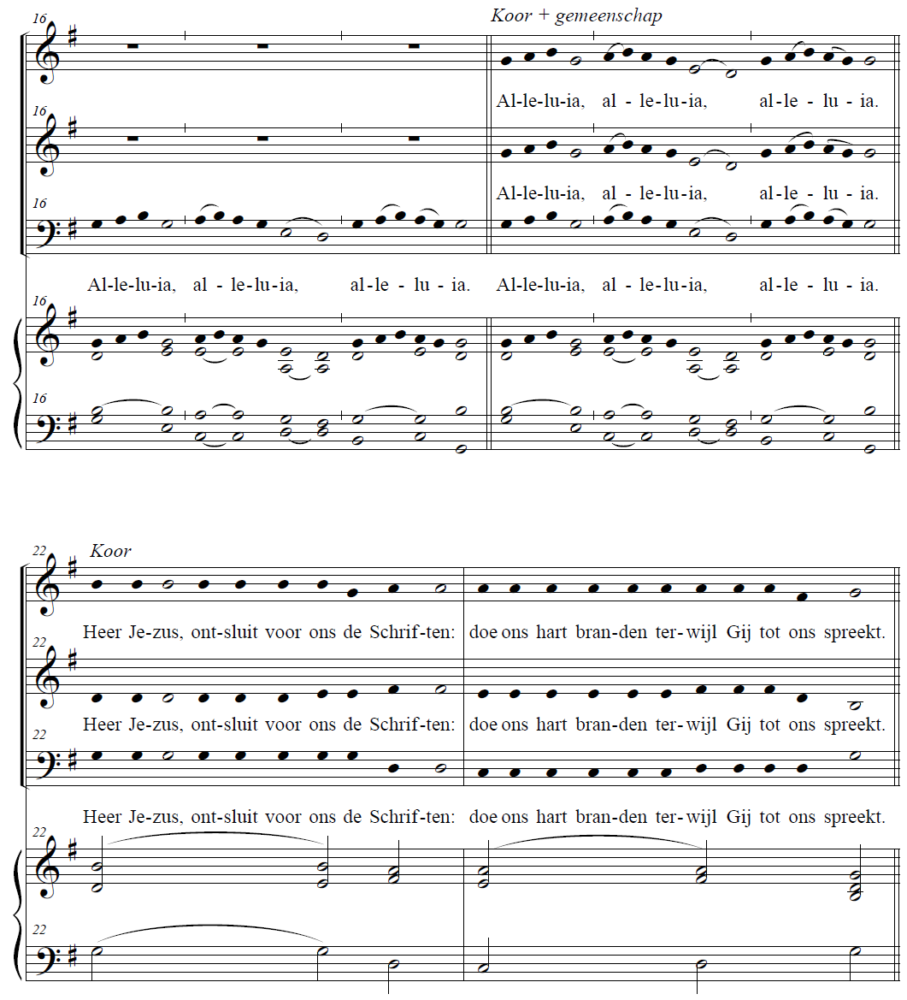 16
Koor + gemeenschap
Al-le-lu-ia, al - le-lu-ia, al-le - lu - ia.
16
Al-le-lu-ia, al - le-lu-ia, al-le - lu - ia.
16
Al-le-lu-ia, al - le-lu-ia, al-le - lu - ia. Al-le-lu-ia, al - le-lu-ia, al-le - lu - ia.
16
16
22
Koor
Heer Je-zus, ont-sluit voor ons de Schrif-ten: doe ons hart bran-den ter-wijl Gij tot ons spreekt.
22
Heer Je-zus, ont-sluit voor ons de Schrif-ten: doe ons hart bran-den ter-wijl Gij tot ons spreekt.
22
Heer Je-zus, ont-sluit voor ons de Schrif-ten: doe ons hart bran-den ter-wijl Gij tot ons spreekt.
22
22